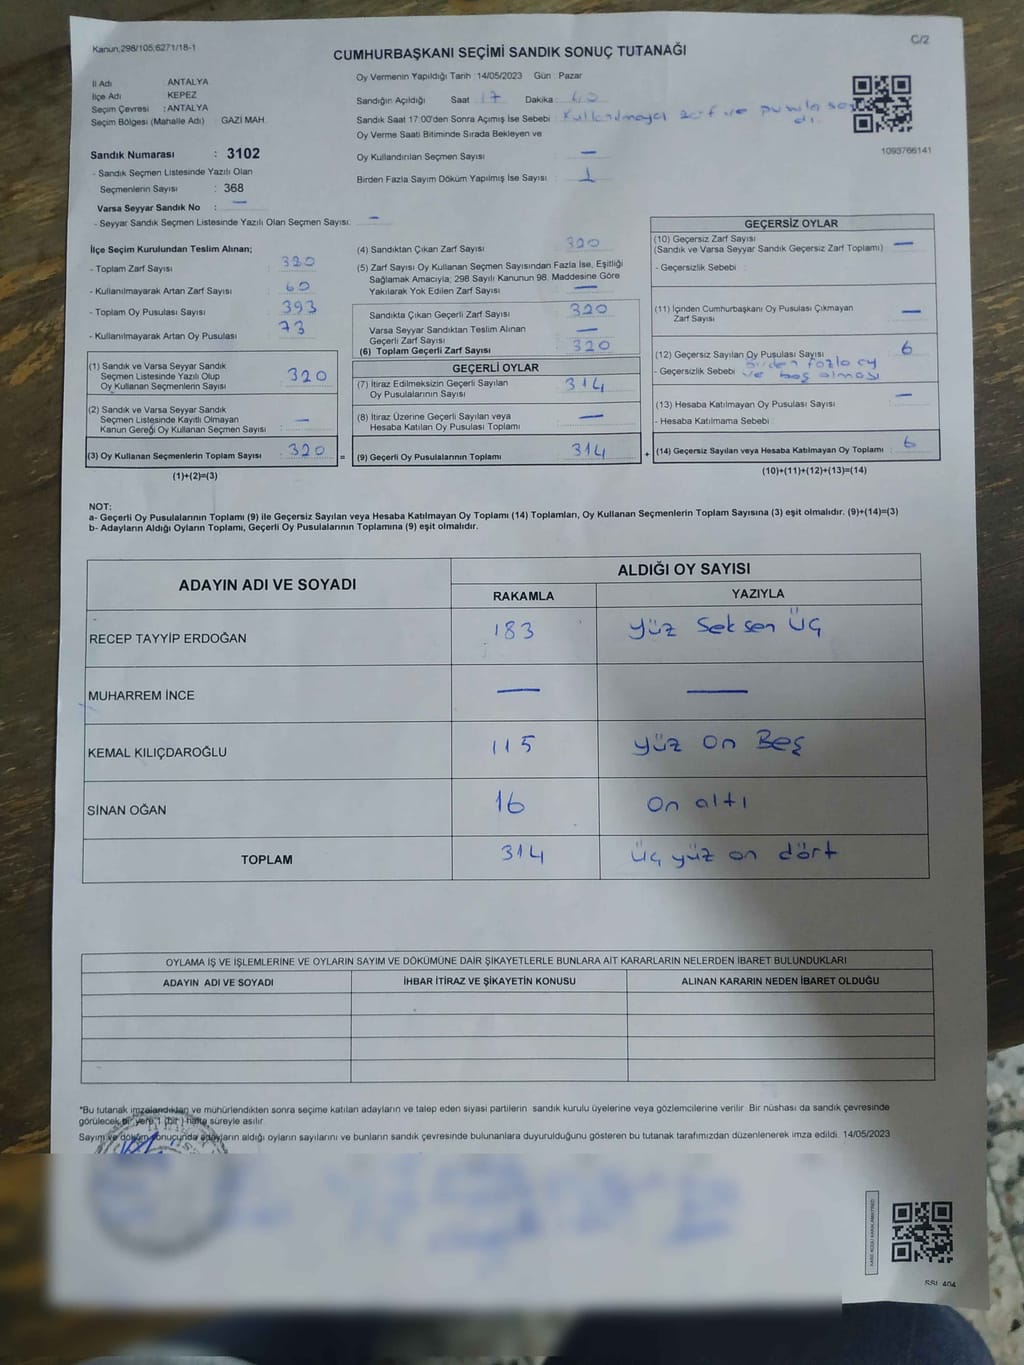 Kanun;298/105;6271/18-1
C/2
CUMHURBAŞKANI SEÇİMİ SANDIK SONUÇ TUTANAĞI
İl Adı : ANTALYA
İlçe Adı : KEPEZ
Seçim Çevresi : ANTALYA
Seçim Bölgesi (Mahalle Adı) : GAZİ MAH.
Sandık Numarası : 3102
- Sandık Seçmen Listesinde Yazılı Olan
Seçmenlerin Sayısı : 368
Varsa Seyyar Sandık No : —
- Seyyar Sandık Seçmen Listesinde Yazılı Olan Seçmen Sayısı: —
Oy Vermenin Yapıldığı Tarih :14/05/2023 Gün : Pazar
Sandığın Açıldığı Saat 17 Dakika : 40
Sandık Saat 17:00'den Sonra Açımış İse Sebebi : Kullanılmayan zarf ve pusula
Oy Verme Saati Bitiminde Sırada Bekleyen ve
Oy Kullandırılan Seçmen Sayısı —
Birden Fazla Sayım Döküm Yapılmış İse Sayısı : 1
1093766141
İlçe Seçim Kurulundan Teslim Alınan;
- Toplam Zarf Sayısı : 320
- Kullanılmayarak Artan Zarf Sayısı : 60
- Toplam Oy Pusulası Sayısı : 393
- Kullanılmayarak Artan Oy Pusulası : 73
(1) Sandık ve Varsa Seyyar Sandık
Seçmen Listesinde Yazılı Olup
Oy Kullanan Seçmenlerin Sayısı : 320
(2) Sandık ve Varsa Seyyar Sandık
Seçmen Listesinde Kayıtlı Olmayan
Kanun Gereği Oy Kullanan Seçmen Sayısı : —
(3) Oy Kullanan Seçmenlerin Toplam Sayısı : 320
(1)+(2)=(3)
(4) Sandıktan Çıkan Zarf Sayısı : 320
(5) Zarf Sayısı Oy Kullanan Seçmen Sayısından Fazla İse, Eşitliği
Sağlamak Amacıyla; 298 Sayılı Kanunun 98. Maddesine Göre
Yakılarak Yok Edilen Zarf Sayısı : —
Sandıkta Çıkan Geçerli Zarf Sayısı : 320
Varsa Seyyar Sandıktan Teslim Alınan
Geçerli Zarf Sayısı : —
(6) Toplam Geçerli Zarf Sayısı : 320
GEÇERLİ OYLAR
(7) İtiraz Edilmeksizin Geçerli Sayılan
Oy Pusulalarının Sayısı : 314
(8) İtiraz Üzerine Geçerli Sayılan veya
Hesaba Katılan Oy Pusulası Toplamı : —
= (9) Geçerli Oy Pusulalarının Toplamı : 314
GEÇERSİZ OYLAR
(10) Geçersiz Zarf Sayısı
(Sandık ve Varsa Seyyar Sandık Geçersiz Zarf Toplamı) : —
- Geçersizlik Sebebi :
(11) İçinden Cumhurbaşkanı Oy Pusulası Çıkmayan
Zarf Sayısı : —
(12) Geçersiz Sayılan Oy Pusulası Sayısı : 6
- Geçersizlik Sebebi : Birden fazla oy
ve boş olması
(13) Hesaba Katılmayan Oy Pusulası Sayısı : —
- Hesaba Katılmama Sebebi :
+ (14) Geçersiz Sayılan veya Hesaba Katılmayan Oy Toplamı : 6
(10)+(11)+(12)+(13)=(14)
NOT:
a- Geçerli Oy Pusulalarının Toplamı (9) ile Geçersiz Sayılan veya Hesaba Katılmayan Oy Toplamı (14) Toplamları, Oy Kullanan Seçmenlerin Toplam Sayısına (3) eşit olmalıdır. (9)+(14)=(3)
b- Adayların Aldığı Oyların Toplamı, Geçerli Oy Pusulalarının Toplamına (9) eşit olmalıdır.
ADAYIN ADI VE SOYADI ALDIĞI OY SAYISI
RAKAMLA YAZIYLA
RECEP TAYYİP ERDOĞAN 183 yüz Seksen Üç
MUHARREM İNCE — —
KEMAL KILIÇDAROĞLU 115 yüz on Beş
SİNAN OĞAN 16 On altı
TOPLAM 314 Üç yüz on dört
OYLAMA İŞ VE İŞLEMLERİNE VE OYLARIN SAYIM VE DÖKÜMÜNE DAİR ŞİKAYETLERLE BUNLARA AİT KARARLARIN NELERDEN İBARET BULUNDUKLARI
ADAYIN ADI VE SOYADI İHBAR İTİRAZ VE ŞİKAYETİN KONUSU ALINAN KARARIN NEDEN İBARET OLDUĞU
*Bu tutanak imzalandıktan ve mühürlendikten sonra seçime katılan adayların ve talep eden siyasi partilerin sandık kurulu üyelerine veya gözlemcilerine verilir. Bir nüshası da sandık çevresinde
görülecek bir yere 1 (bir) hafta süreyle asılır.
Sayım ve döküm sonucunda adayların aldığı oyların sayılarını ve bunların sandık çevresinde bulunanlara duyurulduğunu gösteren bu tutanak tarafımızdan düzenlenerek imza edildi. 14/05/2023